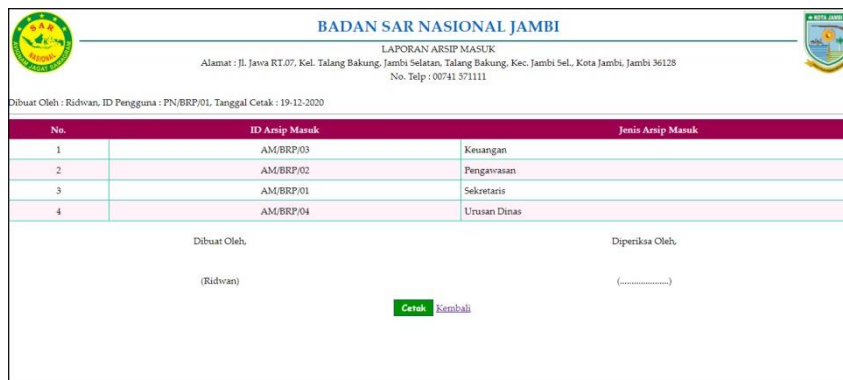 BADAN SAR NASIONAL JAMBI
LAPORAN ARSIP MASUK
Alamat : Jl. Jawa RT.07, Kel. Talang Bakung, Jambi Selatan, Talang Bakung, Kec. Jambi Sel., Kota Jambi, Jambi 36128
No. Telp : 00741 571111
SAR
NASIONAL
KOTA JAMBI
Dibuat Oleh : Ridwan, ID Pengguna : PN/BRP/01, Tanggal Cetak : 19-12-2020
No. ID Arsip Masuk Jenis Arsip Masuk
1 AM/BRP/03 Keuangan
2 AM/BRP/02 Pengawasan
3 AM/BRP/01 Sekretaris
4 AM/BRP/04 Urusan Dinas
Dibuat Oleh, Diperiksa Oleh,
(Ridwan) (.....................)
Cetak Kembali